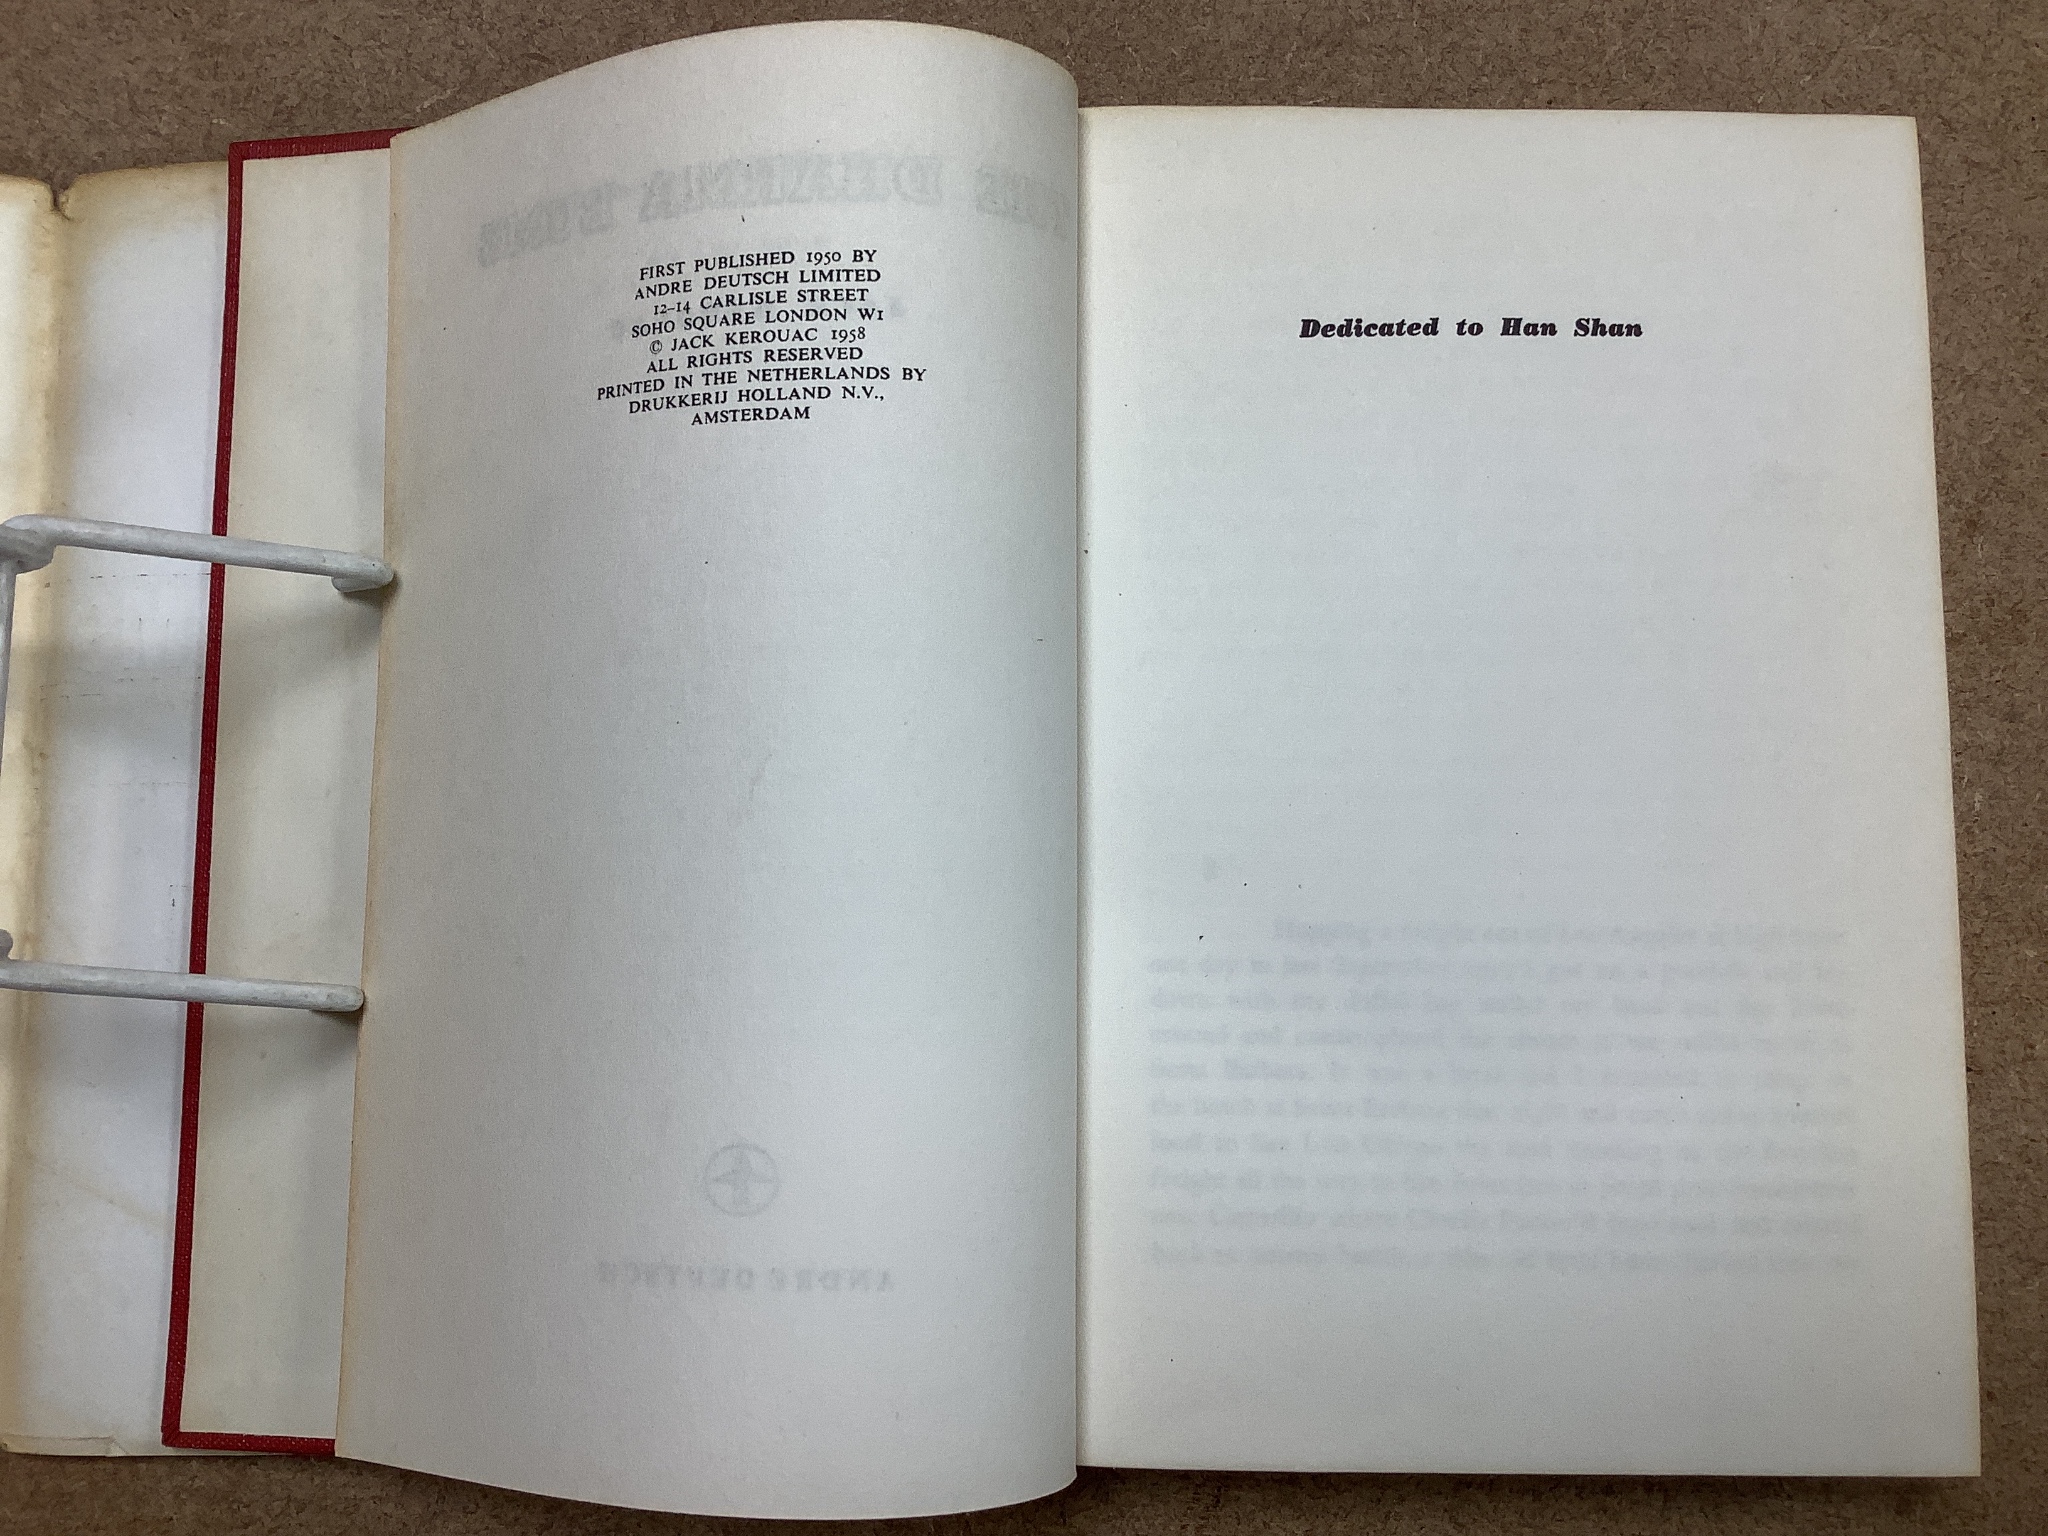 FIRST PUBLISHED 1950 BY
ANDRE DEUTSCH LIMITED
12–14 CARLISLE STREET
SOHO SQUARE LONDON W1
© JACK KEROUAC 1958
ALL RIGHTS RESERVED
PRINTED IN THE NETHERLANDS BY
DRUKKERIJ HOLLAND N.V.,
AMSTERDAM
Dedicated to Han Shan